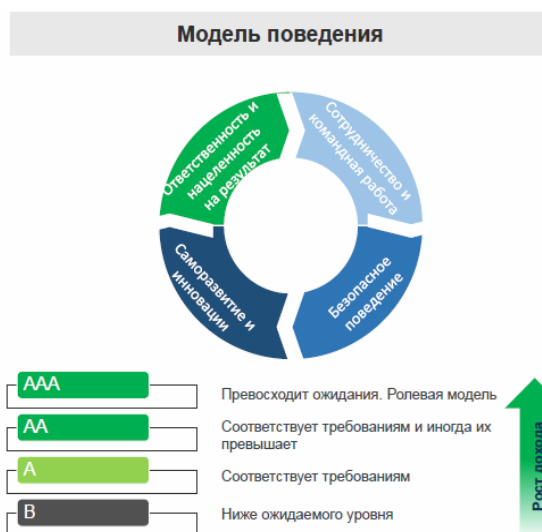 Модель поведения
Ответственность и
нацеленность
на результат
Сотрудничество и
командная работа
Саморазвитие и
инновации
Безопасное
поведение
AAA
Превосходит ожидания. Ролевая модель
AA
Соответствует требованиям и иногда их
превышает
A
Соответствует требованиям
B
Ниже ожидаемого уровня
Рост дохода